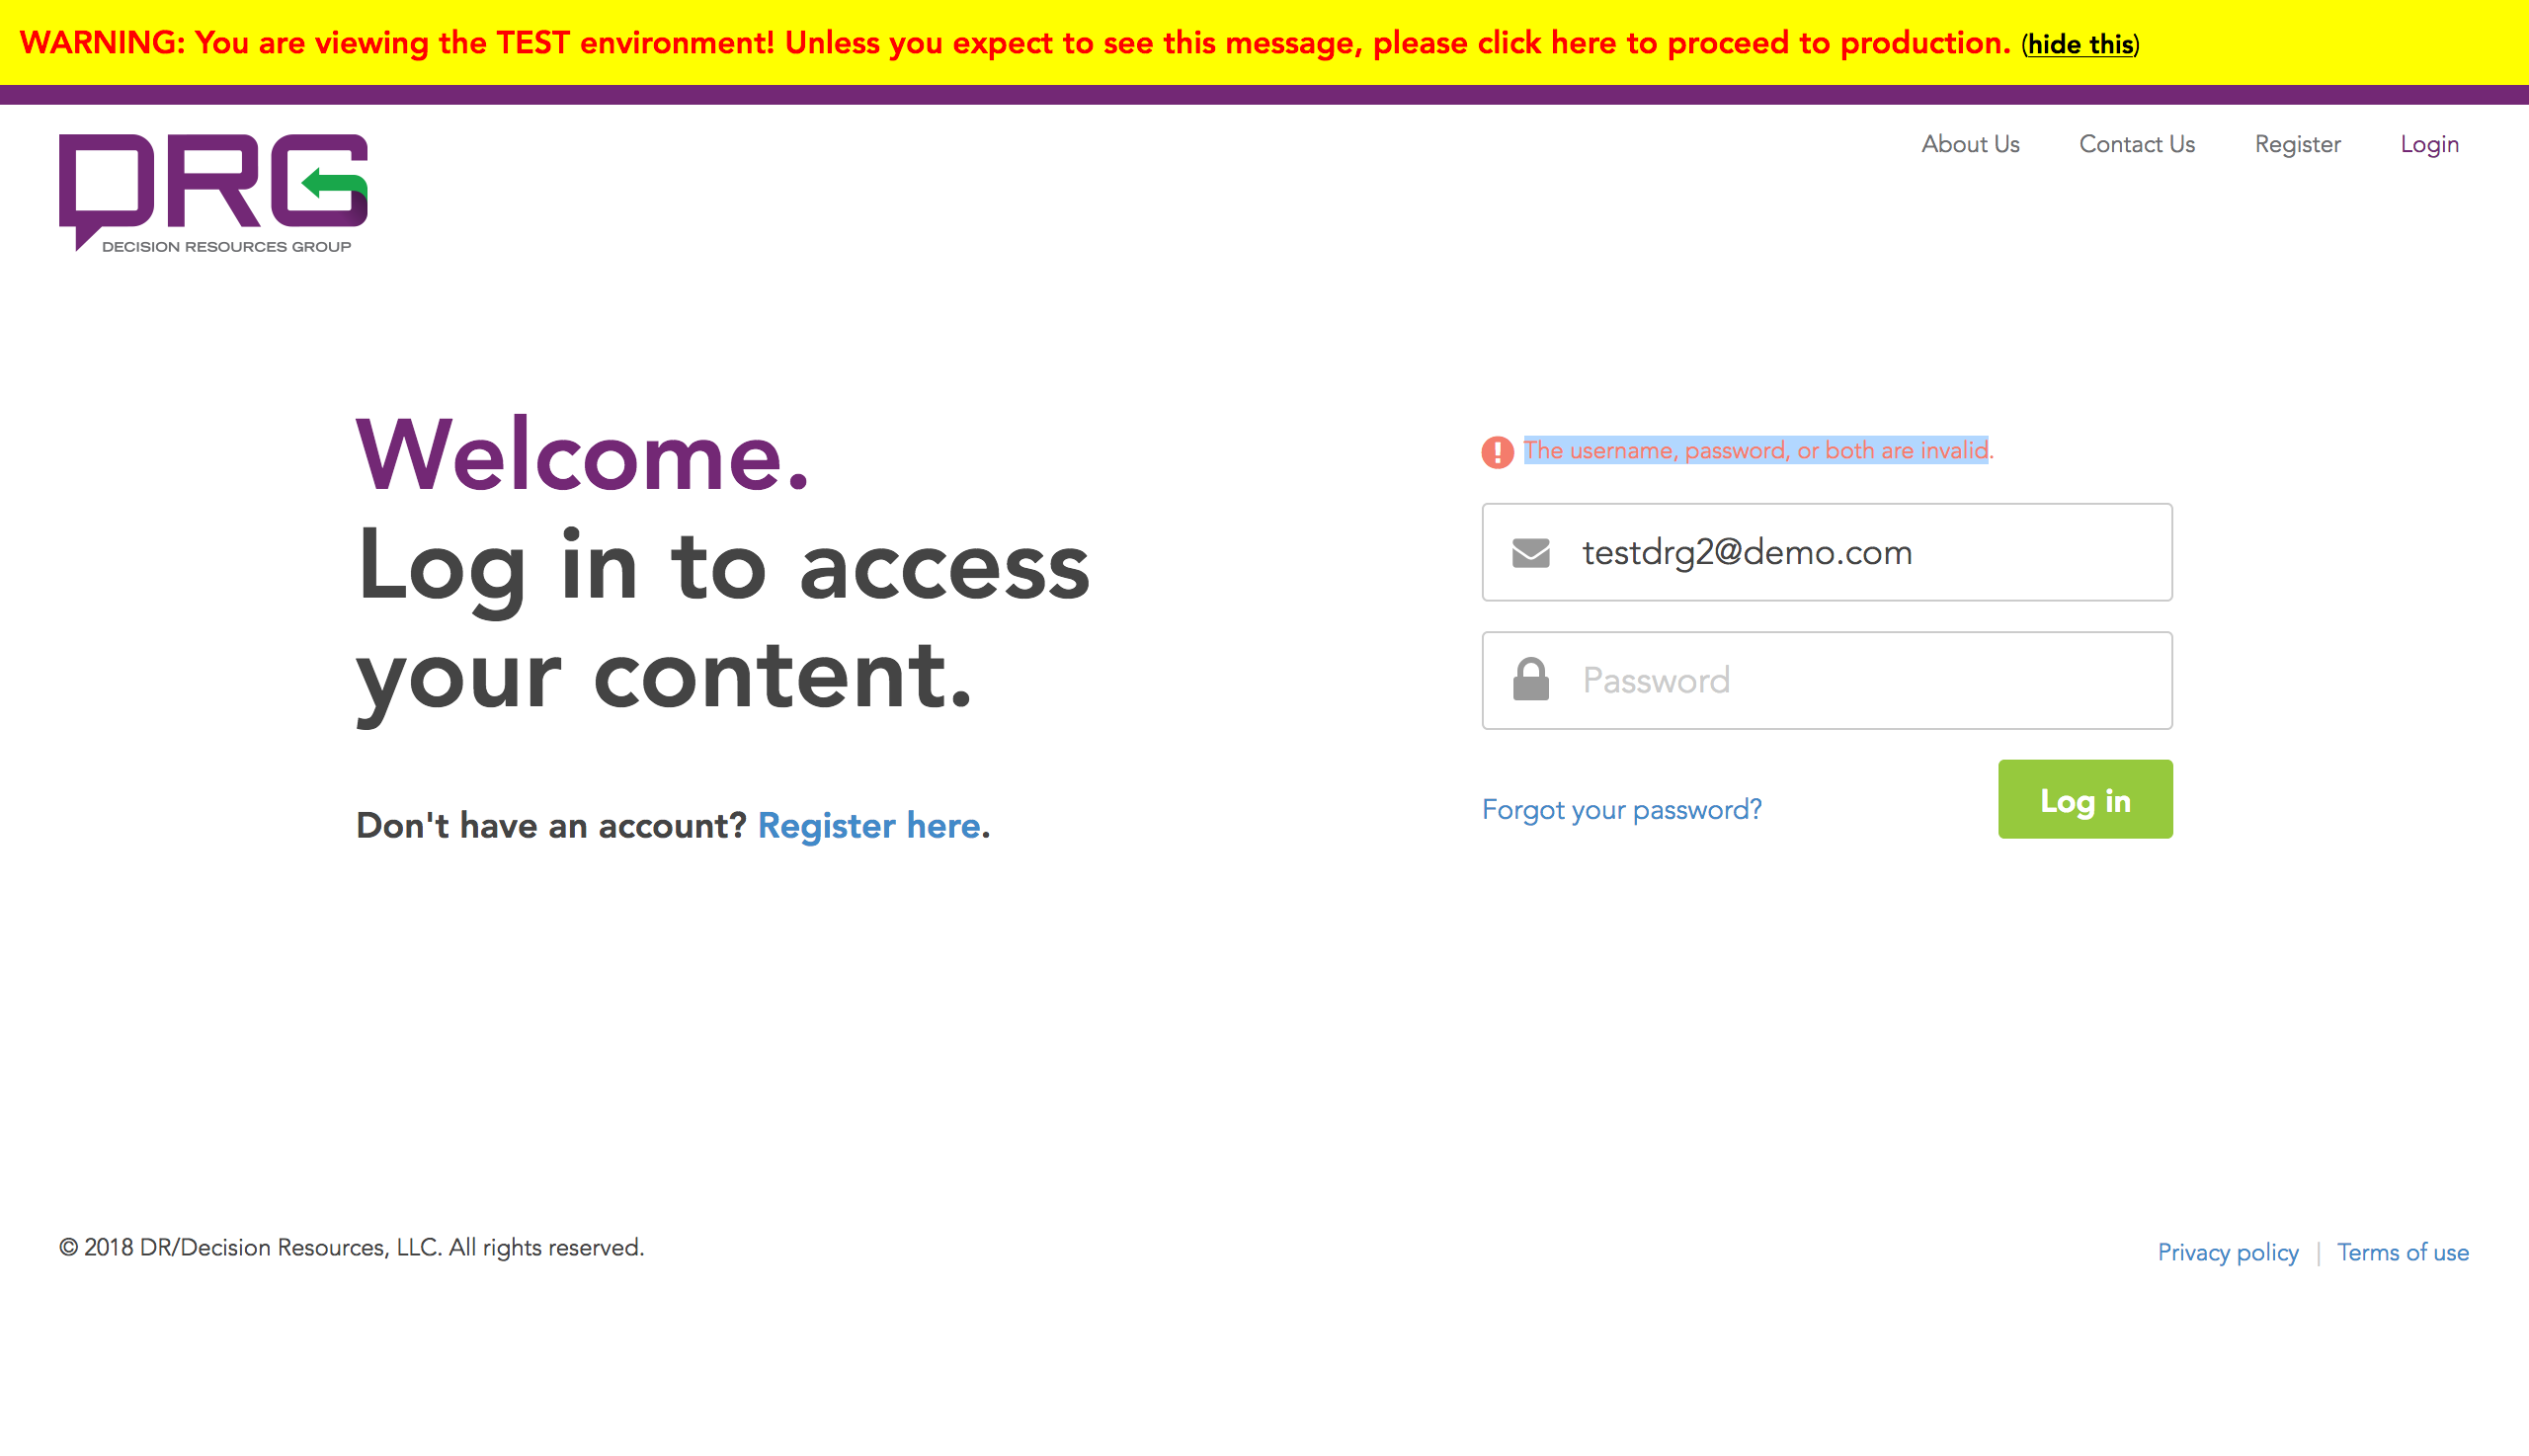 WARNING: You are viewing the TEST environment! Unless you expect to see this message, please click here to proceed to production. (hide this)
DRG
DECISION RESOURCES GROUP
About Us Contact Us Register Login
Welcome.
Log in to access
your content.
Don't have an account? Register here.
The username, password, or both are invalid.
testdrg2@demo.com
Password
Forgot your password?
Log in
© 2018 DR/Decision Resources, LLC. All rights reserved.
Privacy policy | Terms of use